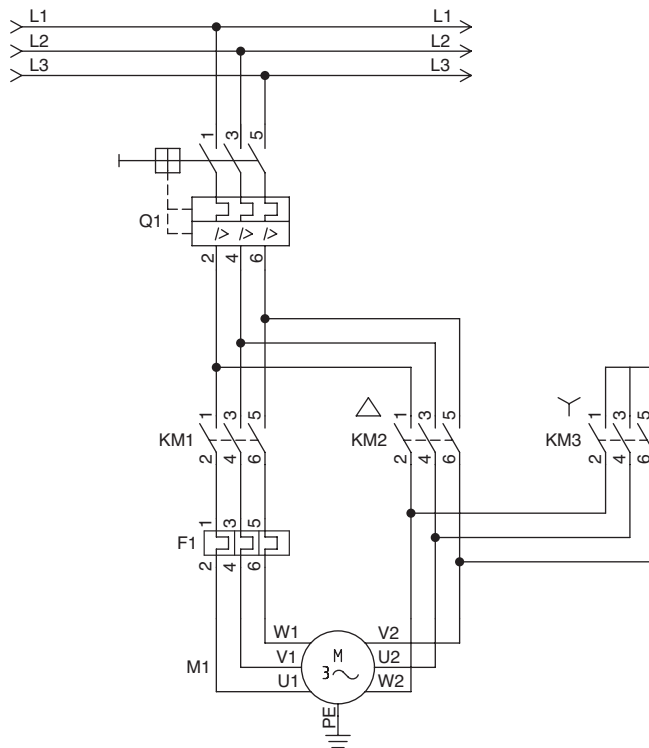 L1 L1
L2 L2
L3 L3
1 3 5
Q1
I> I> I>
2 4 6
1 3 5 1 3 5 1 3 5
KM1 KM2 KM3
2 4 6 2 4 6 2 4 6
1 3 5
F1
2 4 6
W1 V2
M
M1 V1 3 U2
U1 W2
PE